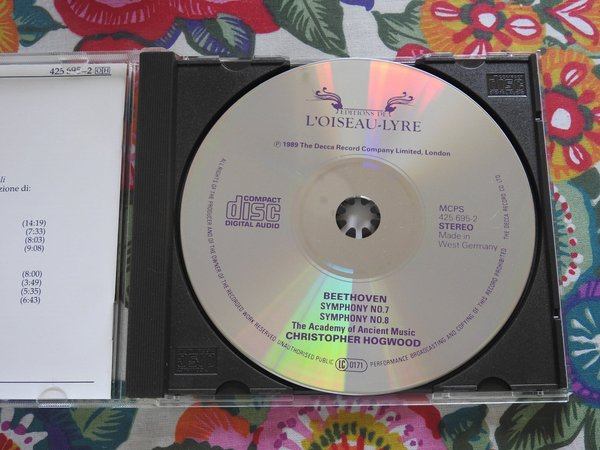 425 695-2 OH
li
zione di:
(14:19)
(7:33)
(8:03)
(9:08)
(8:00)
(3:49)
(5:35)
(6:43)
EDITIONS DE
L'OISEAU-LYRE
℗ 1989 The Decca Record Company Limited, London
COMPACT
disc
DIGITAL AUDIO
MCPS
425 695-2
STEREO
Made in
West Germany
BEETHOVEN
SYMPHONY NO.7
SYMPHONY NO.8
The Academy of Ancient Music
CHRISTOPHER HOGWOOD
ALL RIGHTS OF THE PRODUCER AND OF THE OWNER OF THE RECORDED WORK RESERVED UNAUTHORISED PUBLIC PERFORMANCE BROADCASTING AND COPYING OF THIS RECORD PROHIBITED
LC 0171
THE DECCA RECORD CO. LTD.